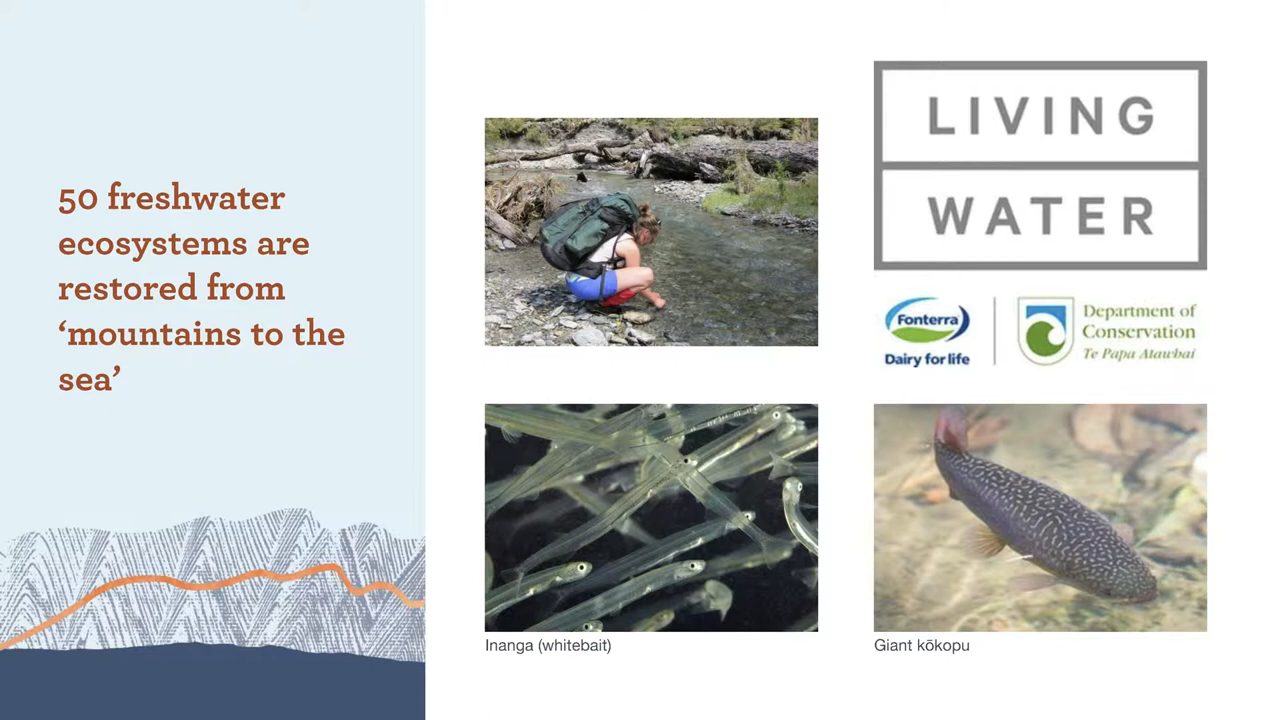 50 freshwater
ecosystems are
restored from
‘mountains to the
sea’
LIVING
WATER
Fonterra
Dairy for life
Department of
Conservation
Te Papa Atawbai
Inanga (whitebait)
Giant kōkopu